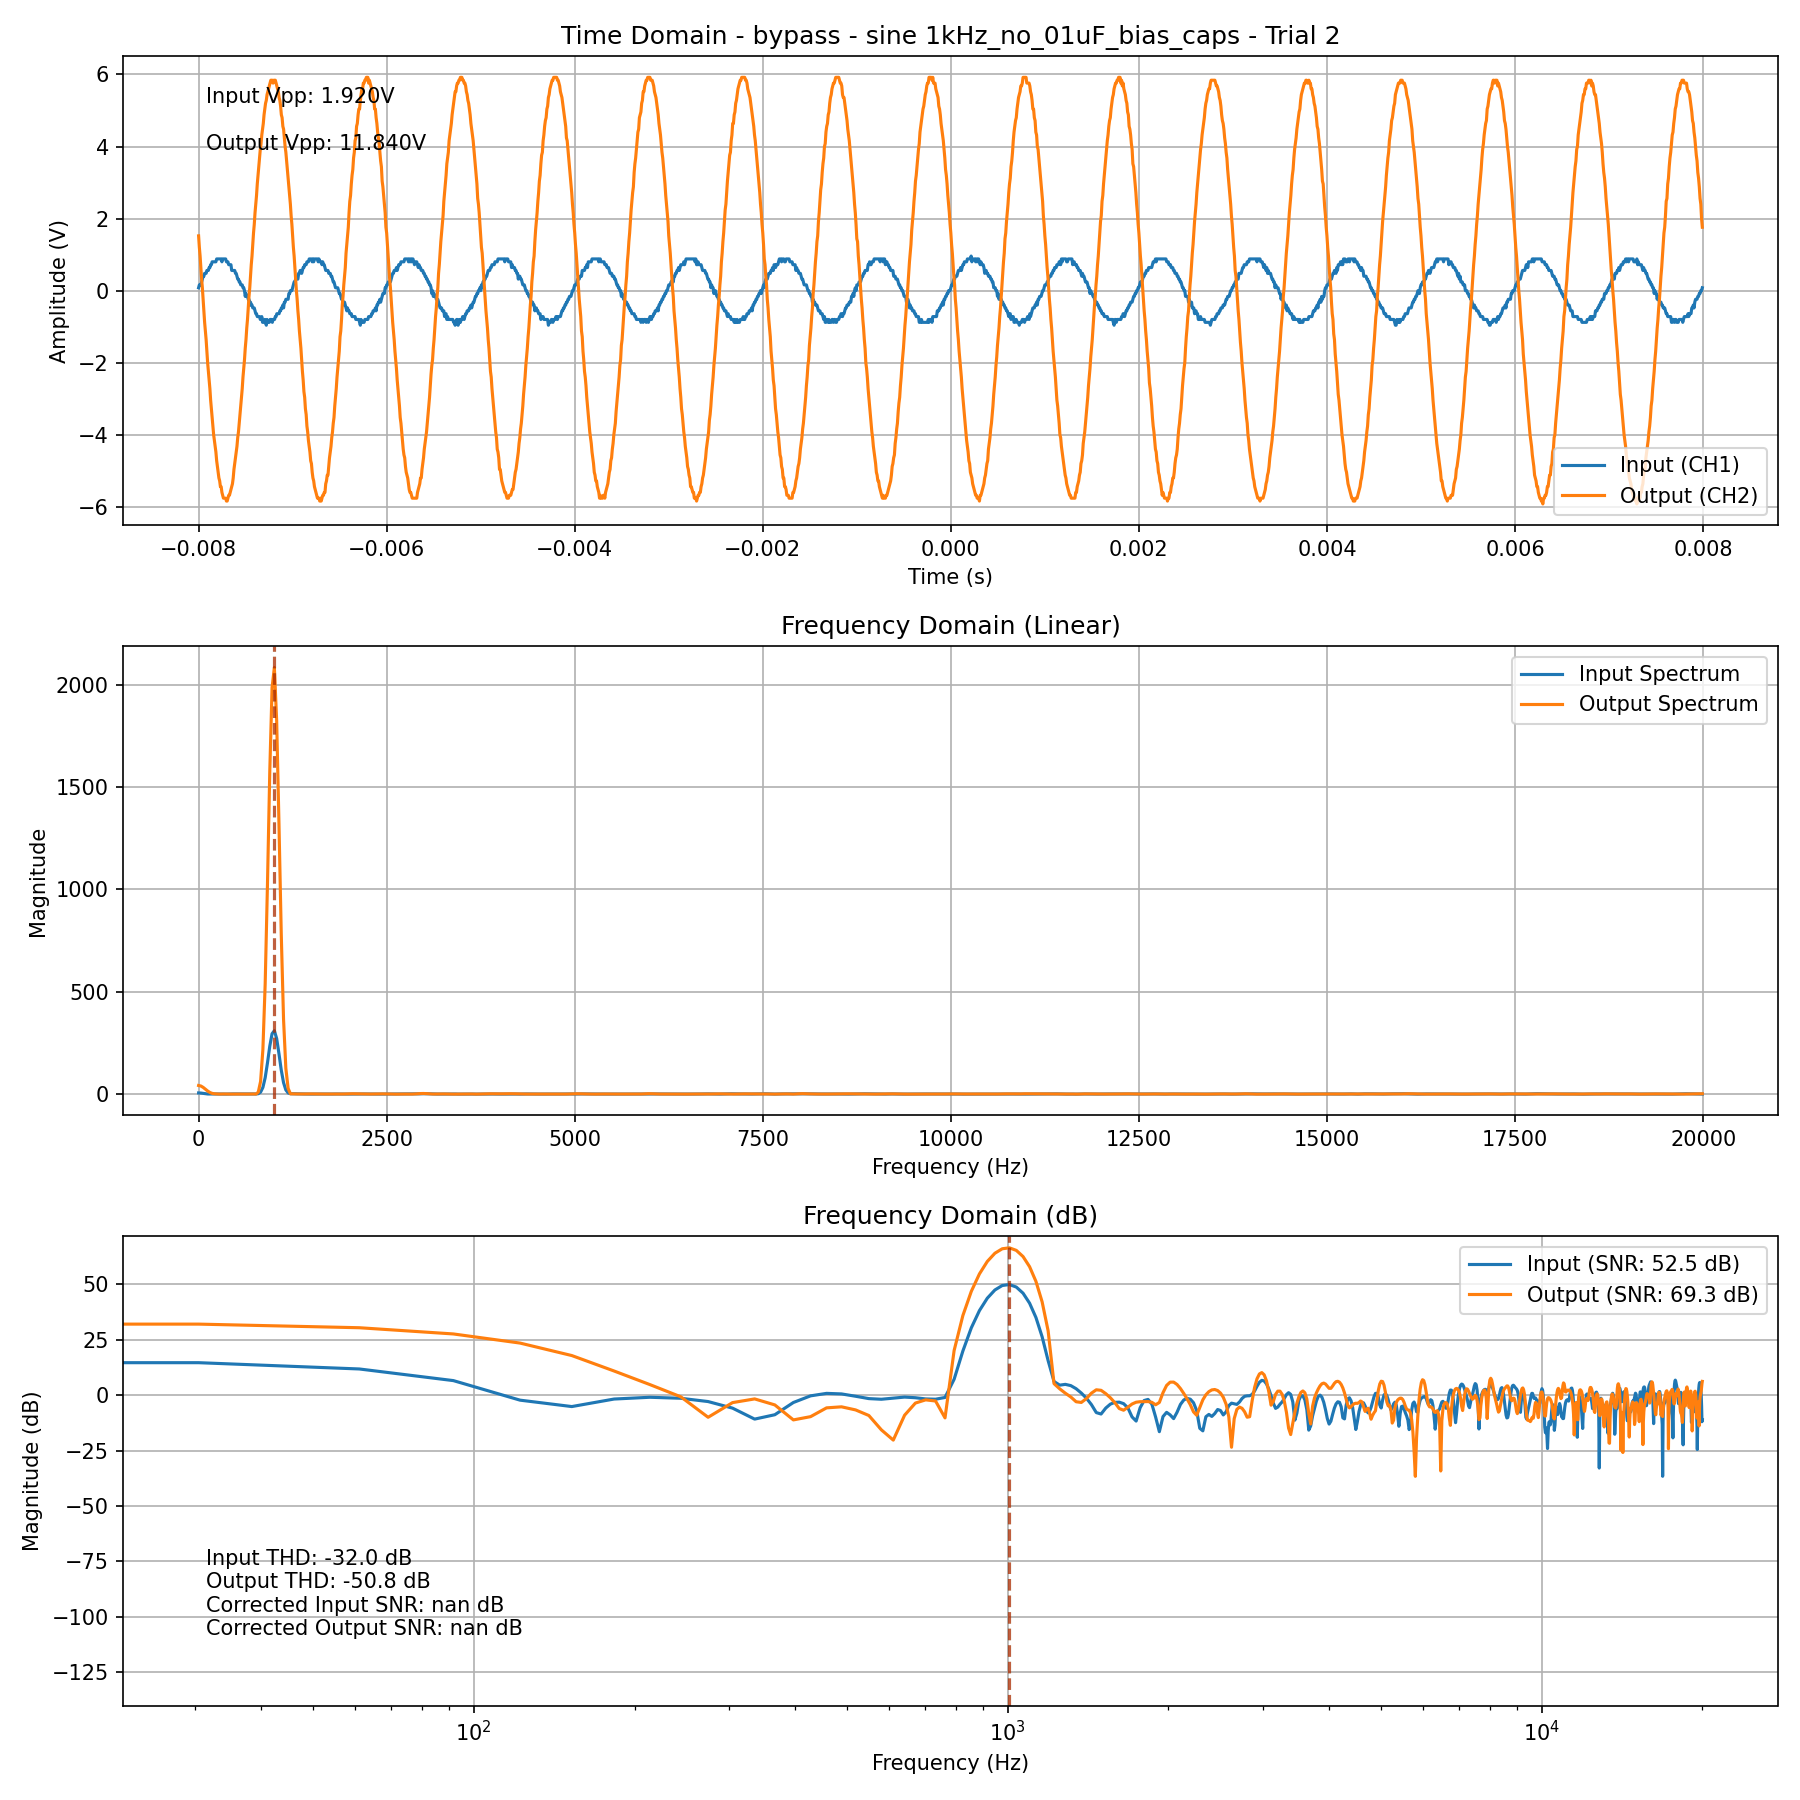 Time Domain - bypass - sine 1kHz_no_01uF_bias_caps - Trial 2
6
4
2
0
−2
−4
−6
Amplitude (V)
Input Vpp: 1.920V
Output Vpp: 11.840V
Input (CH1)
Output (CH2)
−0.008
−0.006
−0.004
−0.002
0.000
0.002
0.004
0.006
0.008
Time (s)
Frequency Domain (Linear)
2000
1500
1000
500
0
Magnitude
Input Spectrum
Output Spectrum
0
2500
5000
7500
10000
12500
15000
17500
20000
Frequency (Hz)
Frequency Domain (dB)
50
25
0
−25
−50
−75
−100
−125
Magnitude (dB)
Input (SNR: 52.5 dB)
Output (SNR: 69.3 dB)
Input THD: -32.0 dB
Output THD: -50.8 dB
Corrected Input SNR: nan dB
Corrected Output SNR: nan dB
10²
10³
10⁴
Frequency (Hz)